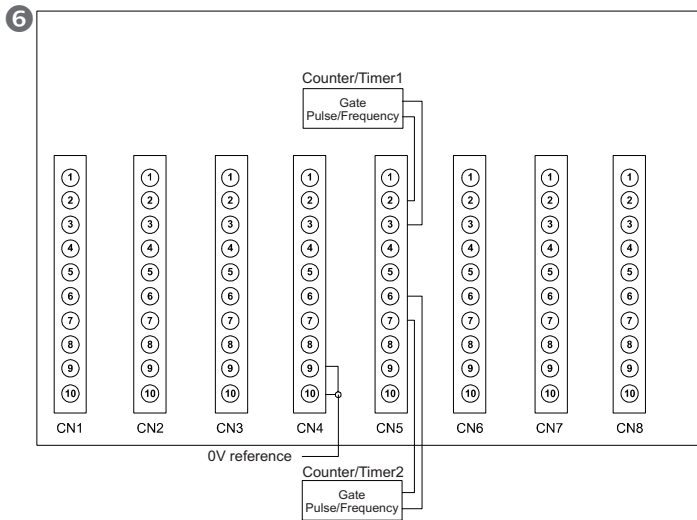 6
Counter/Timer1
Gate
Pulse/Frequency
1 1 1 1 1 1 1 1
2 2 2 2 2 2 2 2
3 3 3 3 3 3 3 3
4 4 4 4 4 4 4 4
5 5 5 5 5 5 5 5
6 6 6 6 6 6 6 6
7 7 7 7 7 7 7 7
8 8 8 8 8 8 8 8
9 9 9 9 9 9 9 9
10 10 10 10 10 10 10 10
CN1 CN2 CN3 CN4 CN5 CN6 CN7 CN8
0V reference
Counter/Timer2
Gate
Pulse/Frequency